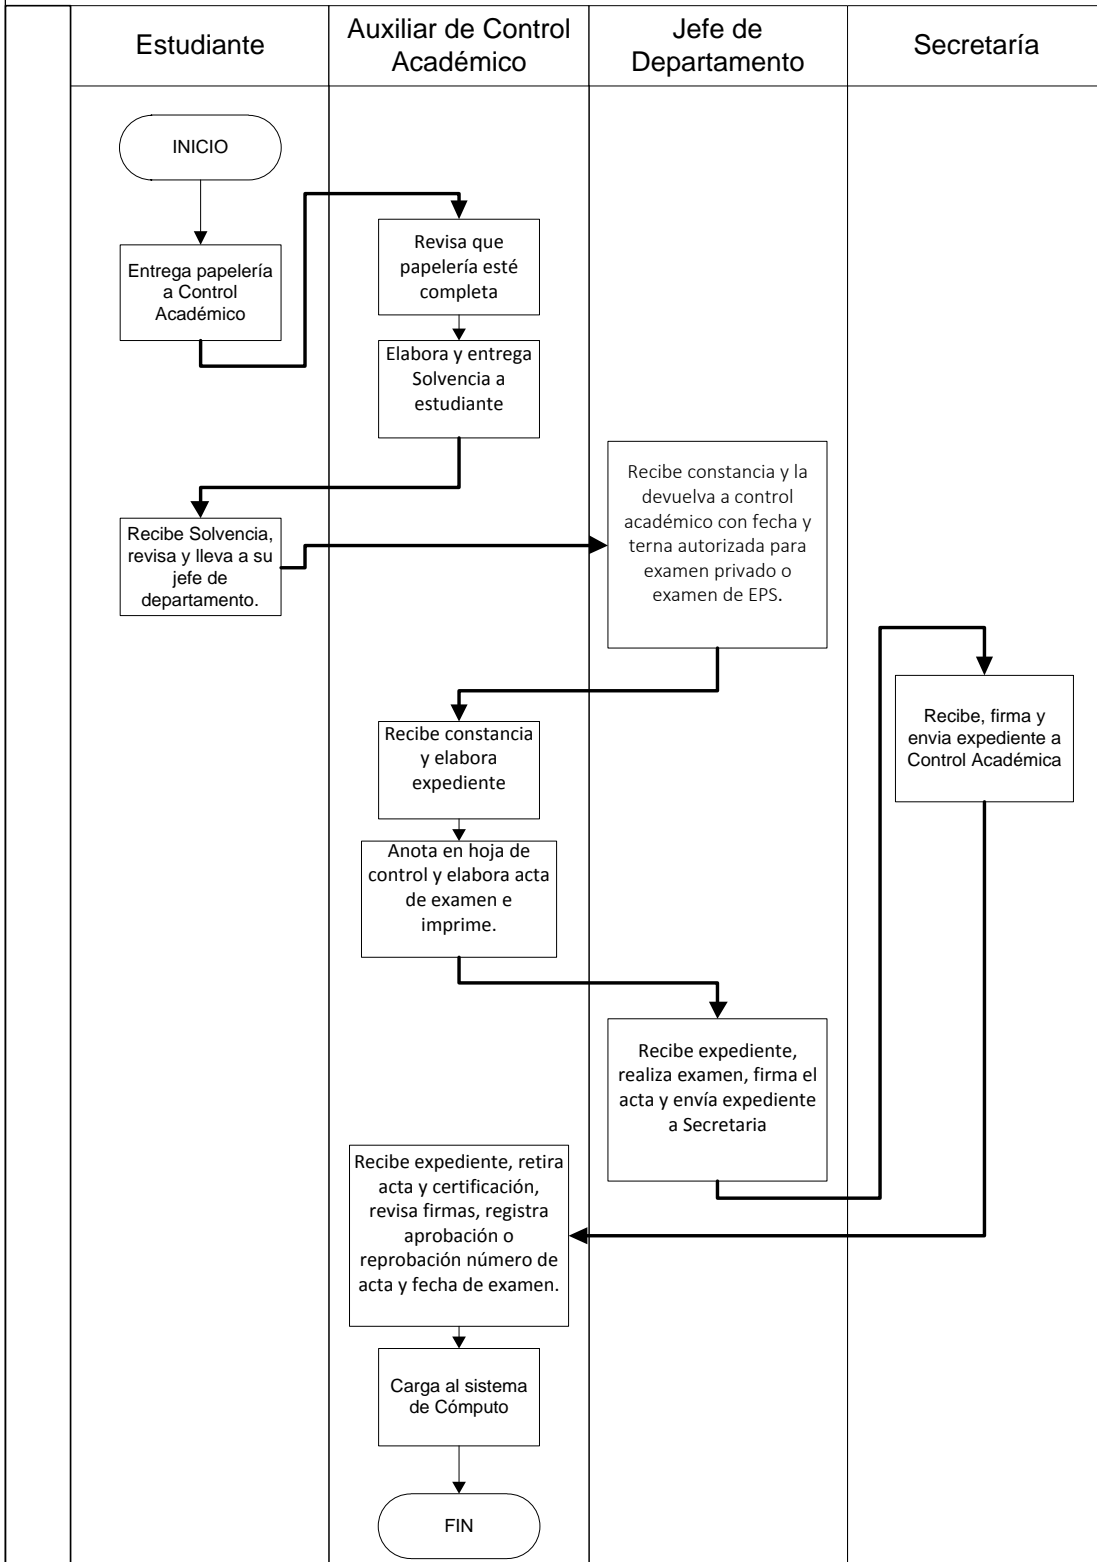 Estudiante
Auxiliar de Control
Académico
Jefe de
Departamento
Secretaría
INICIO
Entrega papelería
a Control
Académico
Revisa que
papelería esté
completa
Elabora y entrega
Solvencia a
estudiante
Recibe Solvencia,
revisa y lleva a su
jefe de
departamento.
Recibe constancia y la
devuelva a control
académico con fecha y
terna autorizada para
examen privado o
examen de EPS.
Recibe constancia
y elabora
expediente
Anota en hoja de
control y elabora acta
de examen e
imprime.
Recibe expediente,
realiza examen, firma el
acta y envía expediente
a Secretaria
Recibe, firma y
envia expediente a
Control Académica
Recibe expediente, retira
acta y certificación,
revisa firmas, registra
aprobación o
reprobación número de
acta y fecha de examen.
Carga al sistema
de Cómputo
FIN